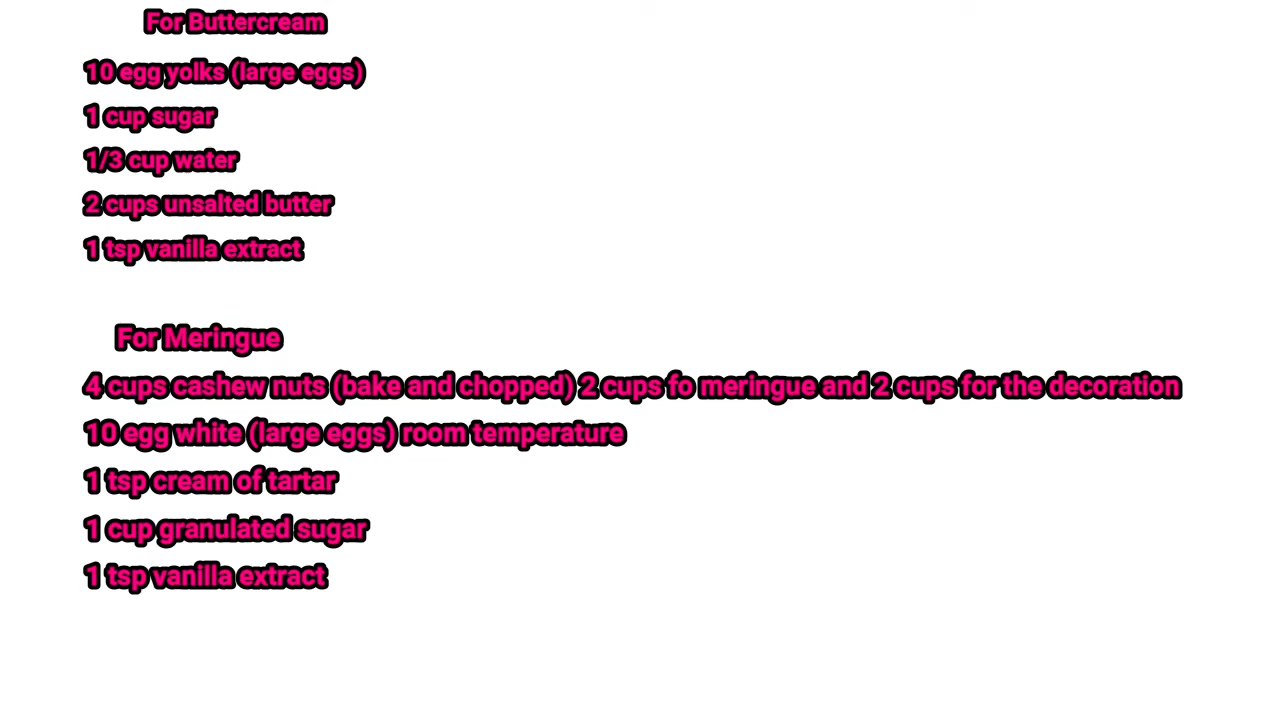 For Buttercream
10 egg yolks (large eggs)
1 cup sugar
1/3 cup water
2 cups unsalted butter
1 tsp vanilla extract
For Meringue
4 cups cashew nuts (bake and chopped) 2 cups fo meringue and 2 cups for the decoration
10 egg white (large eggs) room temperature
1 tsp cream of tartar
1 cup granulated sugar
1 tsp vanilla extract